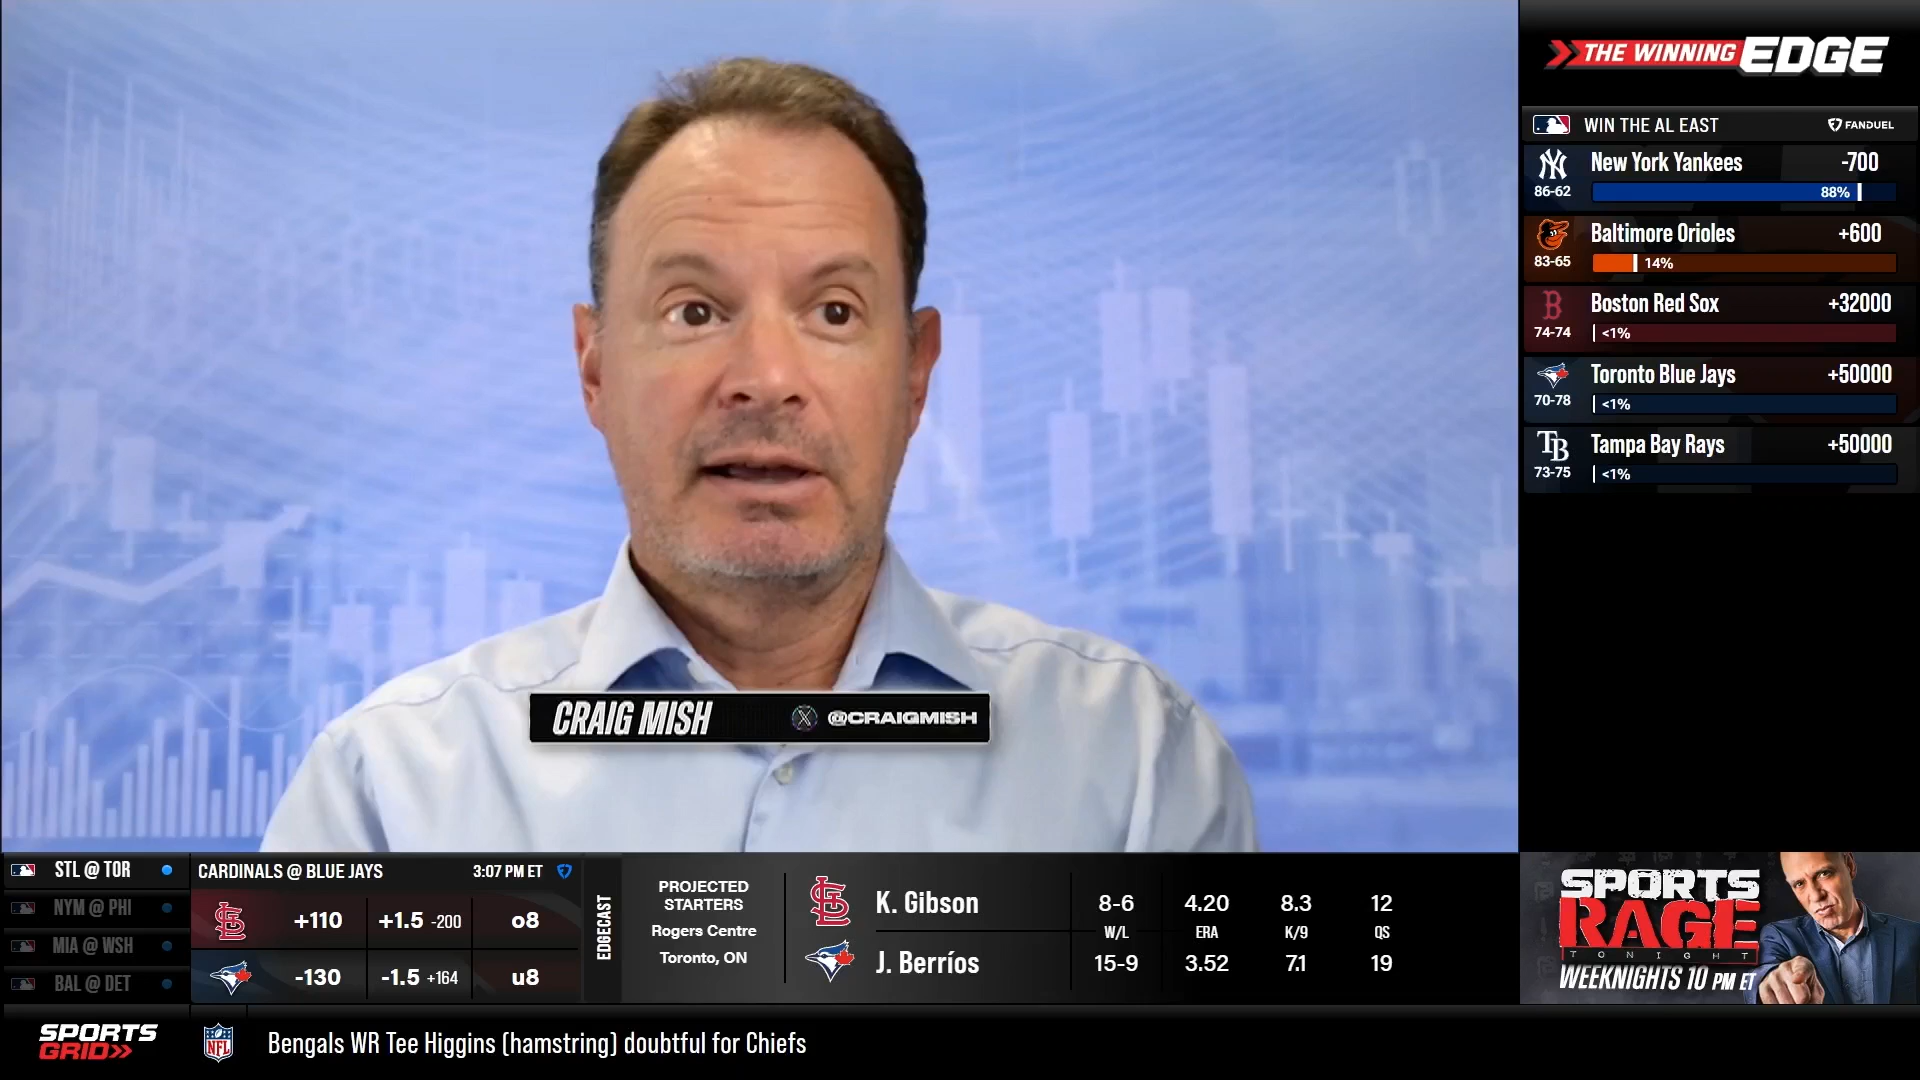 THE WINNING EDGE
WIN THE AL EAST FANDUEL
New York Yankees -700
86-62 88%
Baltimore Orioles +600
83-65 14%
Boston Red Sox +32000
74-74 <1%
Toronto Blue Jays +50000
70-78 <1%
Tampa Bay Rays +50000
73-75 <1%
CRAIG MISH @CRAIGMISH
STL @ TOR
NYM @ PHI
MIA @ WSH
BAL @ DET
CARDINALS @ BLUE JAYS 3:07 PM ET
+110 +1.5 -200 o8
-130 -1.5 +164 u8
EDGECAST
PROJECTED
STARTERS
Rogers Centre
Toronto, ON
K. Gibson 8-6 4.20 8.3 12
W/L ERA K/9 QS
J. Berríos 15-9 3.52 7.1 19
SPORTS
RAGE
TONIGHT
WEEKNIGHTS 10 PM ET
SPORTS
GRID
NFL
Bengals WR Tee Higgins (hamstring) doubtful for Chiefs